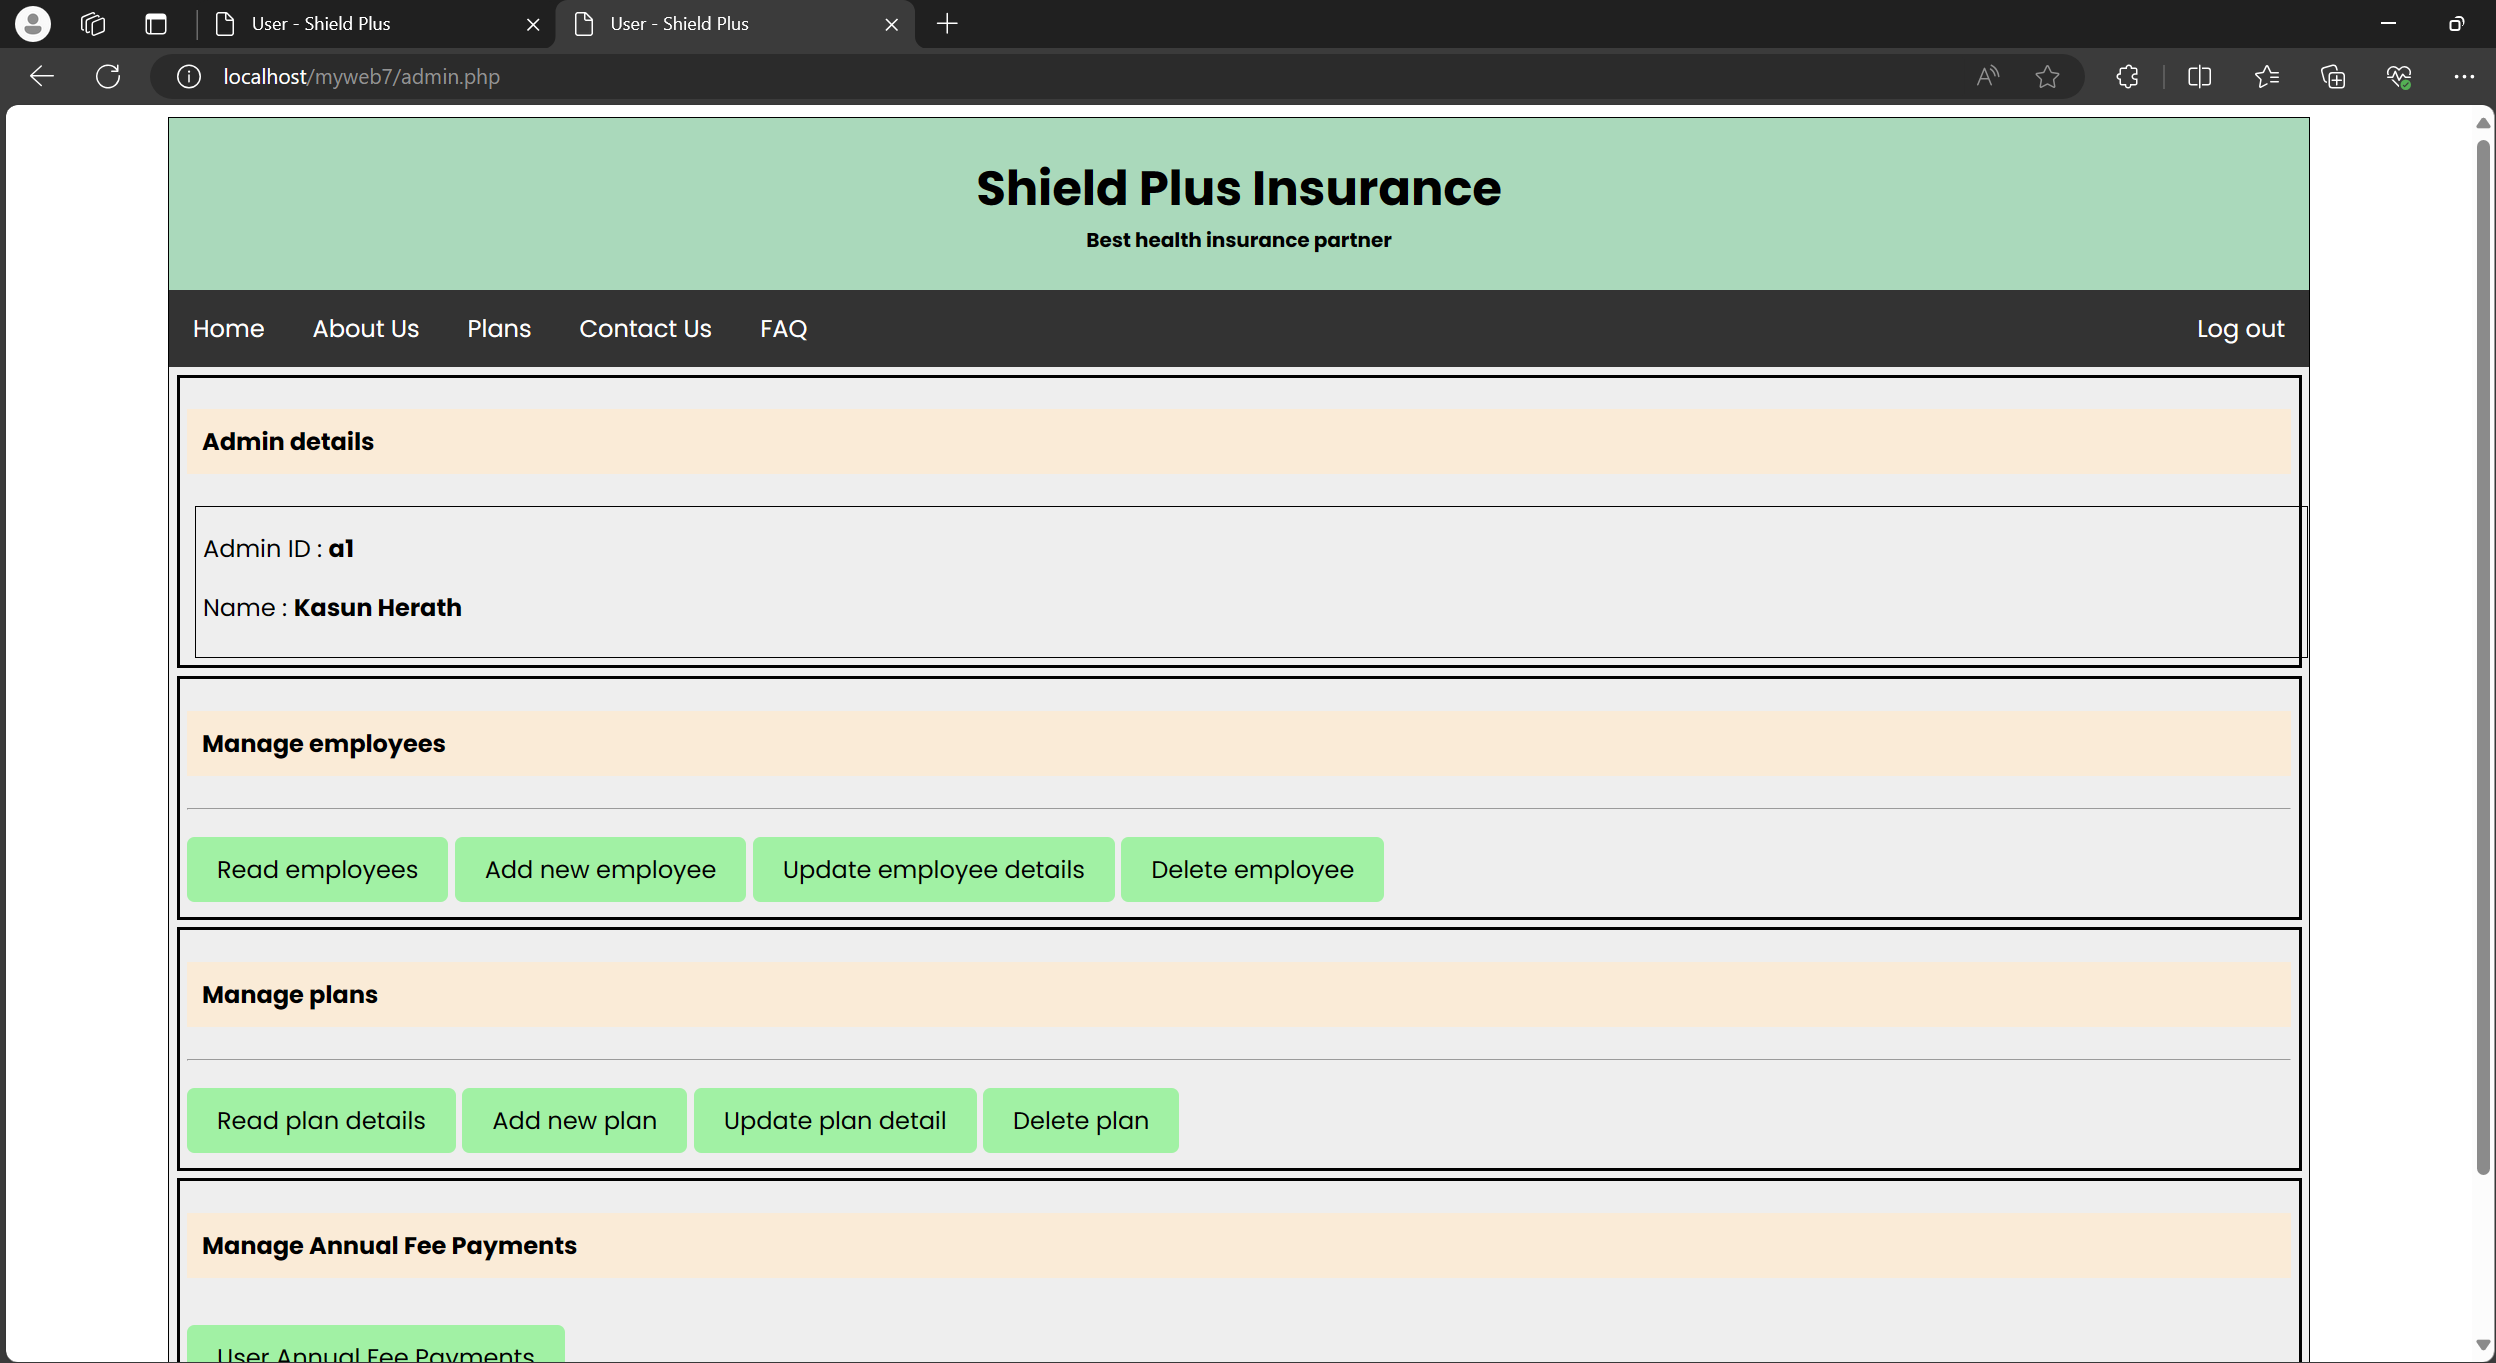 User - Shield Plus
User - Shield Plus
localhost/myweb7/admin.php
Shield Plus Insurance
Best health insurance partner
Home About Us Plans Contact Us FAQ Log out
Admin details
Admin ID : a1
Name : Kasun Herath
Manage employees
Read employees Add new employee Update employee details Delete employee
Manage plans
Read plan details Add new plan Update plan detail Delete plan
Manage Annual Fee Payments
User Annual Fee Payments